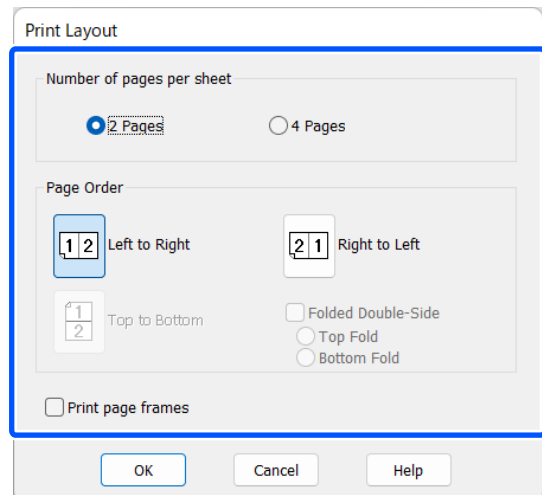 Print Layout
Number of pages per sheet
2 Pages 4 Pages
Page Order
1 2 Left to Right 2 1 Right to Left
1
2
Top to Bottom
Folded Double-Side
Top Fold
Bottom Fold
Print page frames
OK Cancel Help